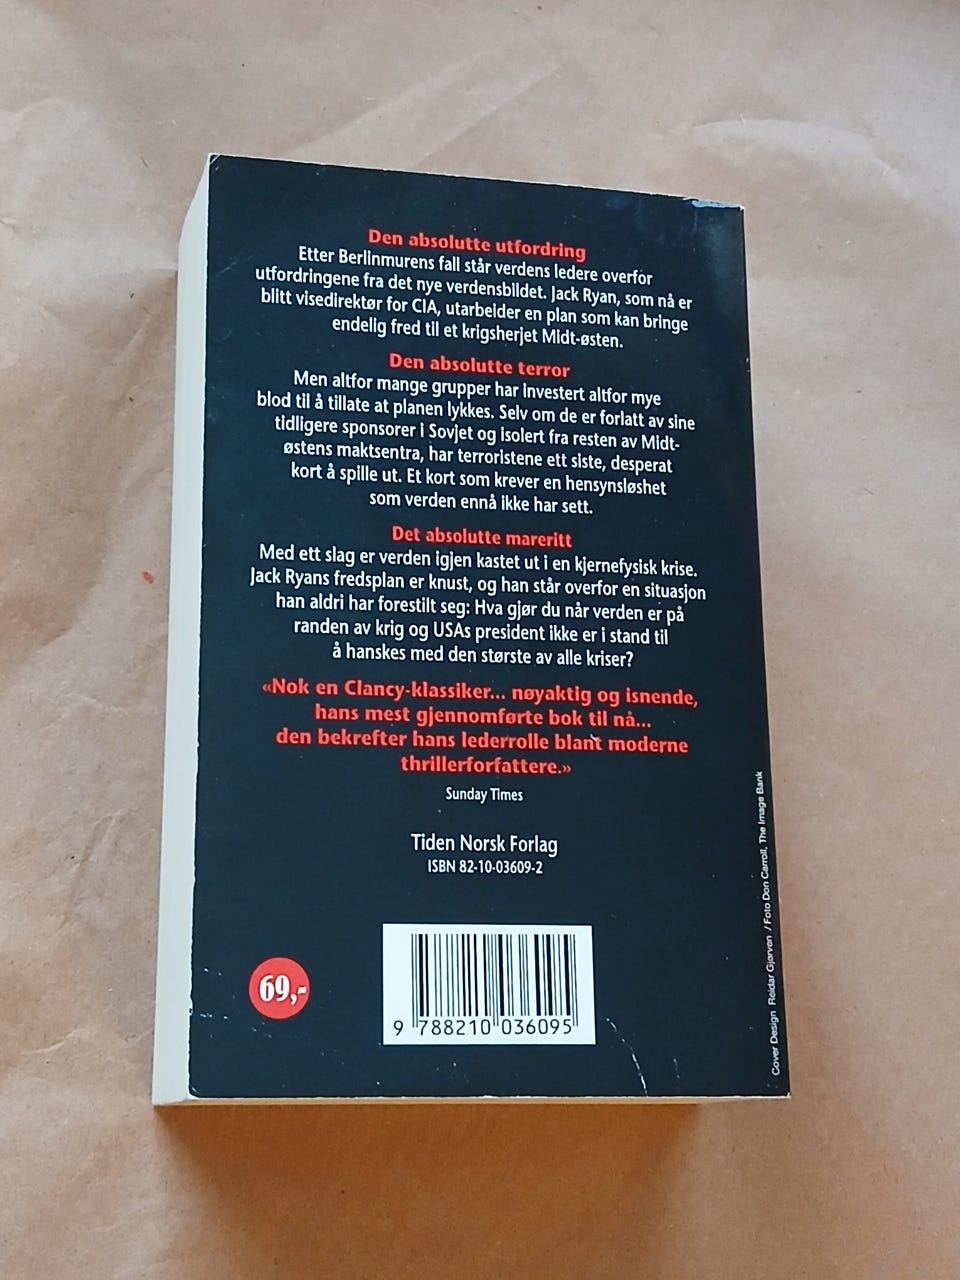 Den absolutte utfordring
Etter Berlinmurens fall står verdens ledere overfor
utfordringene fra det nye verdensbildet. Jack Ryan, som nå er
blitt visedirektør for CIA, utarbeider en plan som kan bringe
endelig fred til et krigsherjet Midt-østen.
Den absolutte terror
Men altfor mange grupper har investert altfor mye
blod til å tillate at planen lykkes. Selv om de er forlatt av sine
tidligere sponsorer i Sovjet og isolert fra resten av Midt-
østens maktsentra, har terroristene ett siste, desperat
kort å spille ut. Et kort som krever en hensynsløshet
som verden ennå ikke har sett.
Det absolutte mareritt
Med ett slag er verden igjen kastet ut i en kjernefysisk krise.
Jack Ryans fredsplan er knust, og han står overfor en situasjon
han aldri har forestilt seg: Hva gjør du når verden er på
randen av krig og USAs president ikke er i stand til
å hanskes med den største av alle kriser?
«Nok en Clancy-klassiker... nøyaktig og isnende,
hans mest gjennomførte bok til nå...
den bekrefter hans lederrolle blant moderne
thrillerforfattere.»
Sunday Times
Tiden Norsk Forlag
ISBN 82-10-03609-2
69,-
9 788210 036095
Cover Design Reidar Gjørven / Foto Don Carroll, The Image Bank